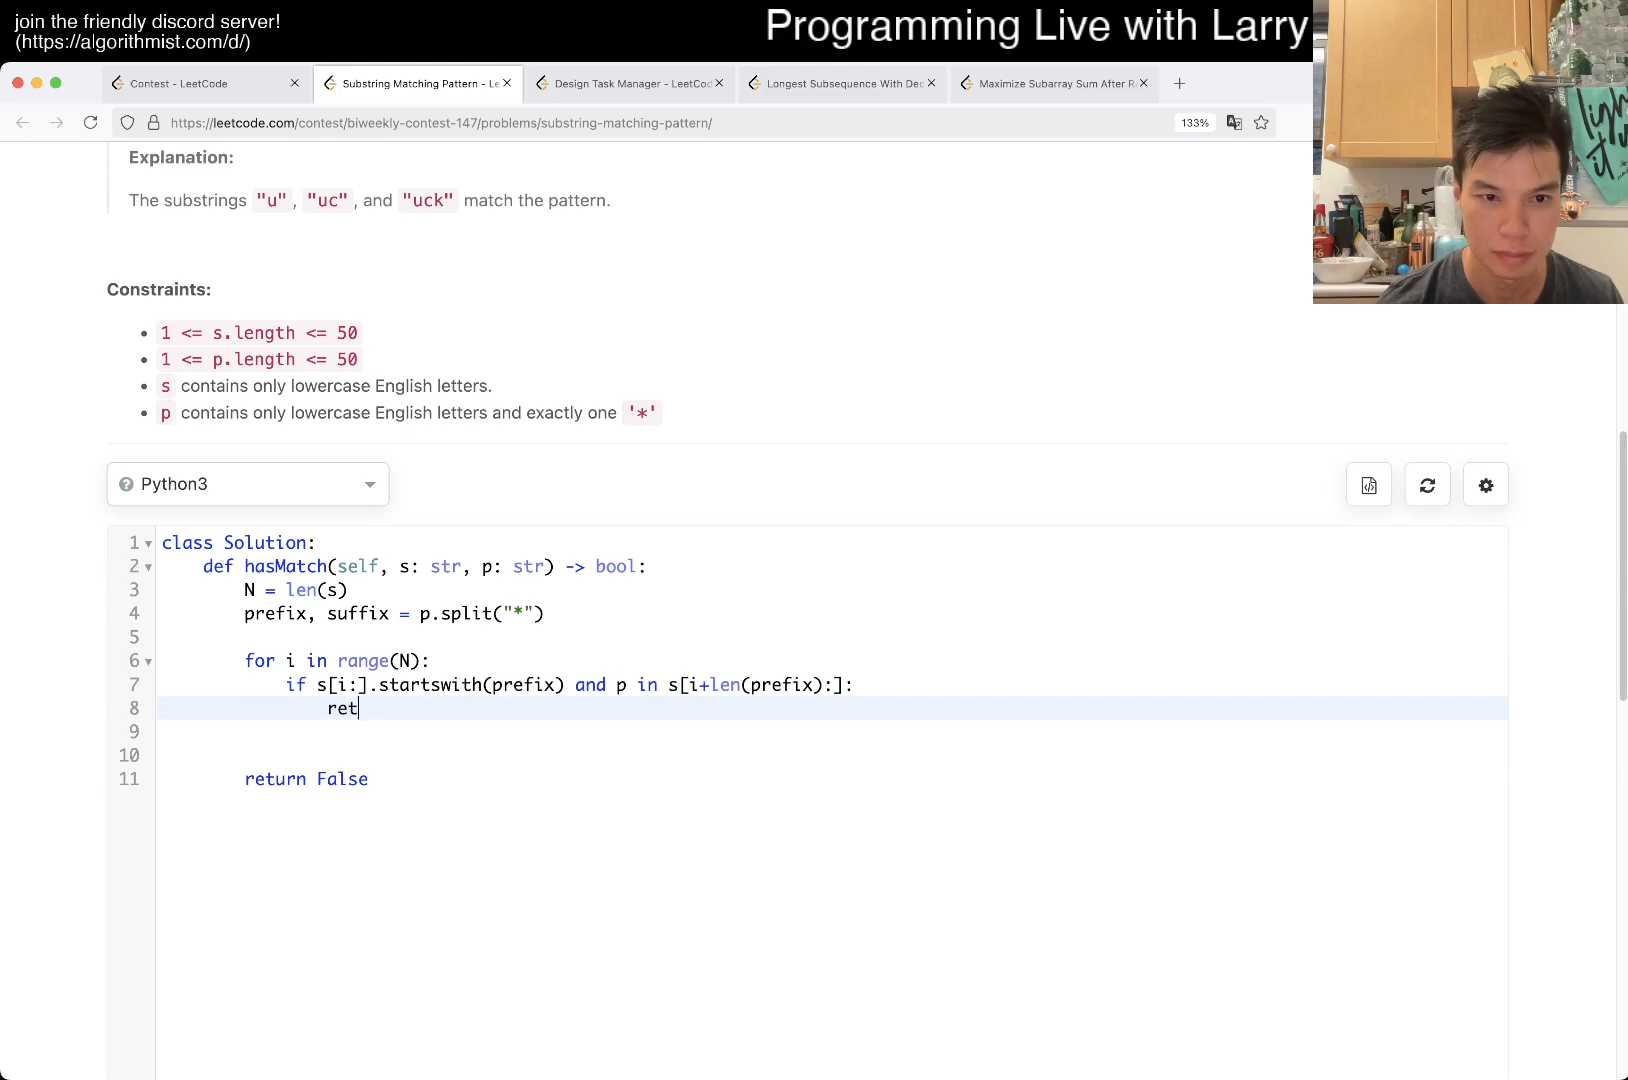 join the friendly discord server!
(https://algorithmist.com/d/)
Programming Live with Larry
Contest - LeetCode
Substring Matching Pattern - Le
Design Task Manager - LeetCod
Longest Subsequence With Dec
Maximize Subarray Sum After R
https://leetcode.com/contest/biweekly-contest-147/problems/substring-matching-pattern/
133%
Explanation:
The substrings "u", "uc", and "uck" match the pattern.
Constraints:
1 <= s.length <= 50
1 <= p.length <= 50
s contains only lowercase English letters.
p contains only lowercase English letters and exactly one '*'
Python3
1 class Solution:
2 def hasMatch(self, s: str, p: str) -> bool:
3 N = len(s)
4 prefix, suffix = p.split("*")
5
6 for i in range(N):
7 if s[i:].startswith(prefix) and p in s[i+len(prefix):]:
8 ret
9
10
11 return False